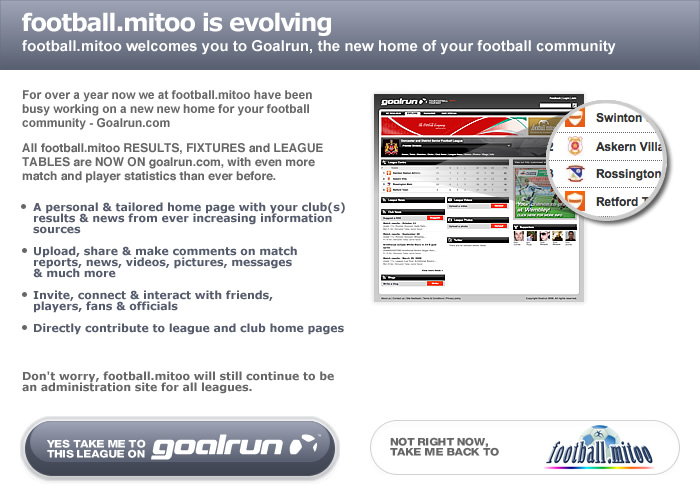 football.mitoo is evolving
football.mitoo welcomes you to Goalrun, the new home of your football community
For over a year now we at football.mitoo have been
busy working on a new new home for your football
community - Goalrun.com
All football.mitoo RESULTS, FIXTURES and LEAGUE
TABLES are NOW ON goalrun.com, with even more
match and player statistics than ever before.
• A personal & tailored home page with your club(s)
results & news from ever increasing information
sources
• Upload, share & make comments on match
reports, news, videos, pictures, messages
& much more
• Invite, connect & interact with friends,
players, fans & officials
• Directly contribute to league and club home pages
Don't worry, football.mitoo will still continue to be
an administration site for all leagues.
goalrun
Swinton
Askern Villa
Rossington
Retford T
YES TAKE ME TO
THIS LEAGUE ON
goalrun
NOT RIGHT NOW,
TAKE ME BACK TO
football.mitoo